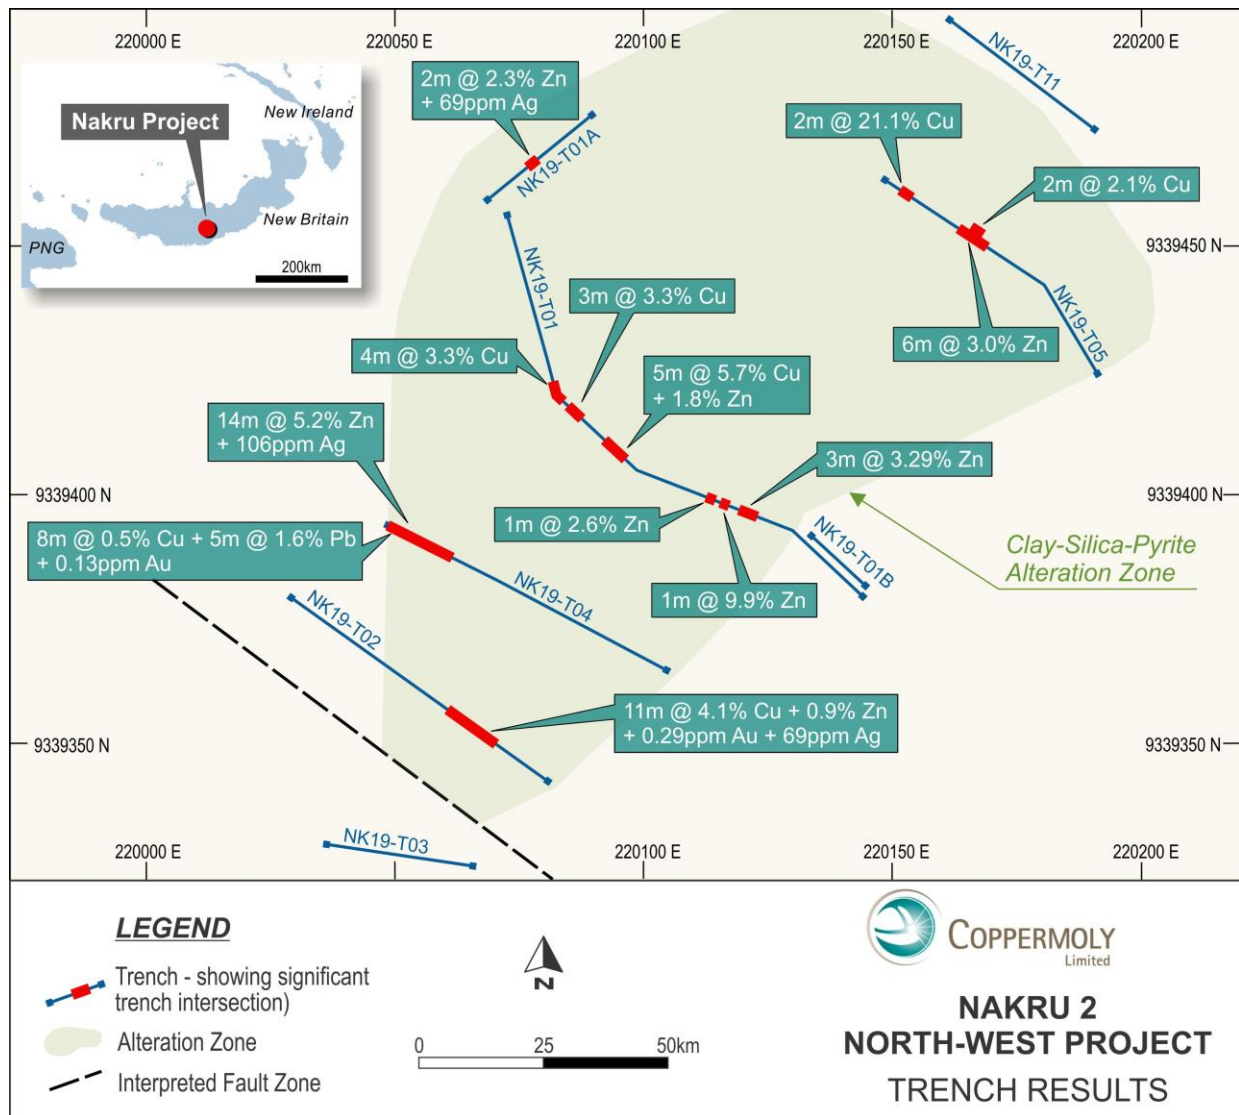 220000 E
220050 E
220100 E
220150 E
220200 E
Nakru Project
New Ireland
New Britain
PNG
200km
2m @ 2.3% Zn
+ 69ppm Ag
NK19-T01A
NK19-T11
2m @ 21.1% Cu
2m @ 2.1% Cu
9339450 N
NK19-T01
3m @ 3.3% Cu
6m @ 3.0% Zn
NK19-T05
4m @ 3.3% Cu
5m @ 5.7% Cu
+ 1.8% Zn
14m @ 5.2% Zn
+ 106ppm Ag
3m @ 3.29% Zn
9339400 N
9339400 N
1m @ 2.6% Zn
8m @ 0.5% Cu + 5m @ 1.6% Pb
+ 0.13ppm Au
NK19-T01B
Clay-Silica-Pyrite
Alteration Zone
1m @ 9.9% Zn
NK19-T04
NK19-T02
11m @ 4.1% Cu + 0.9% Zn
+ 0.29ppm Au + 69ppm Ag
9339350 N
9339350 N
NK19-T03
220000 E
220050 E
220100 E
220150 E
220200 E
LEGEND
Trench - showing significant
trench intersection)
Alteration Zone
Interpreted Fault Zone
N
0
25
50km
COPPERMOLY
Limited
NAKRU 2
NORTH-WEST PROJECT
TRENCH RESULTS